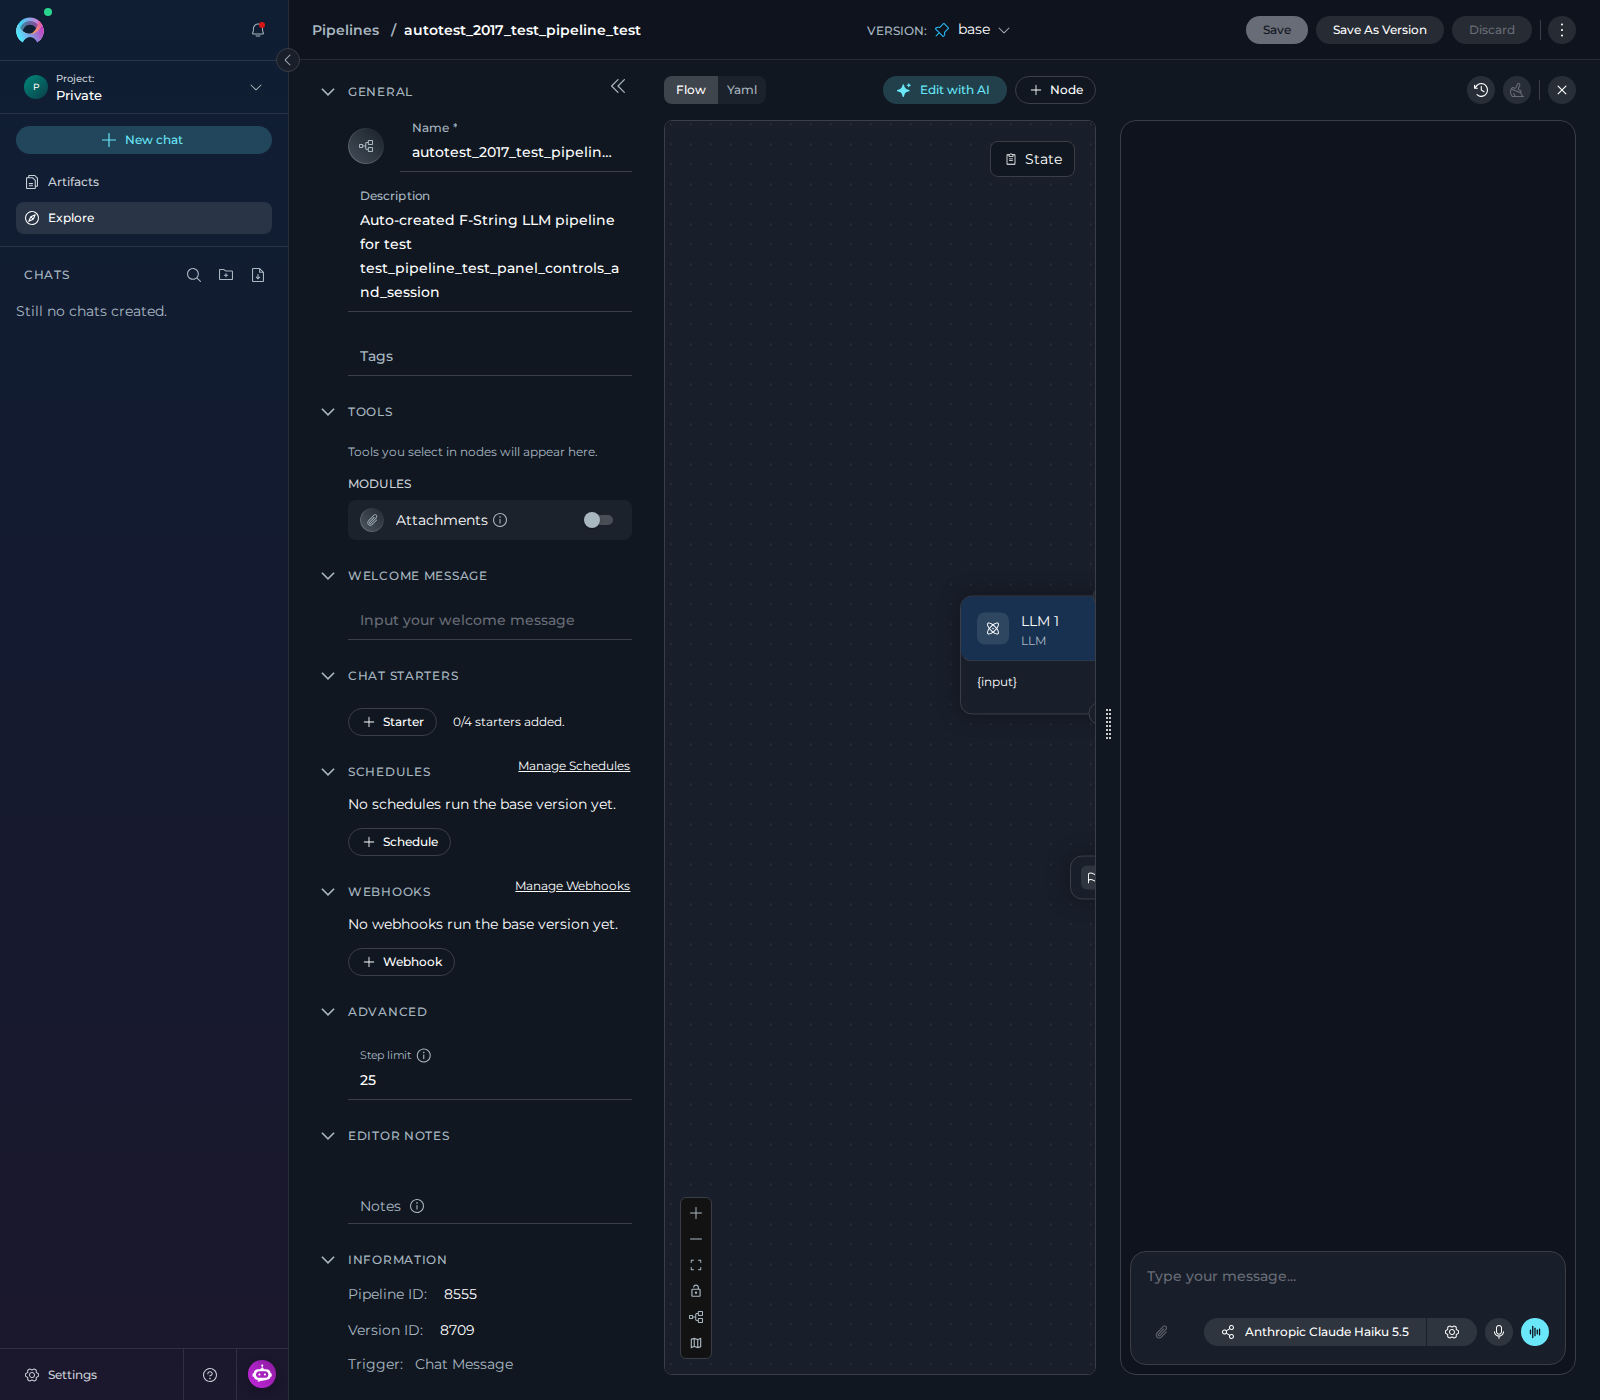 Project:
P
Private
New chat
Artifacts
Explore
CHATS
Still no chats created.
Settings
Pipelines / autotest_2017_test_pipeline_test
VERSION: base
Save
Save As Version
Discard
GENERAL
Name *
autotest_2017_test_pipelin...
Description
Auto-created F-String LLM pipeline
for test
test_pipeline_test_panel_controls_a
nd_session
Tags
TOOLS
Tools you select in nodes will appear here.
MODULES
Attachments
WELCOME MESSAGE
Input your welcome message
CHAT STARTERS
Starter
0/4 starters added.
SCHEDULES
Manage Schedules
No schedules run the base version yet.
Schedule
WEBHOOKS
Manage Webhooks
No webhooks run the base version yet.
Webhook
ADVANCED
Step limit
25
EDITOR NOTES
Notes
INFORMATION
Pipeline ID: 8555
Version ID: 8709
Trigger: Chat Message
Flow
Yaml
Edit with AI
Node
State
LLM 1
LLM
{input}
Type your message...
Anthropic Claude Haiku 5.5